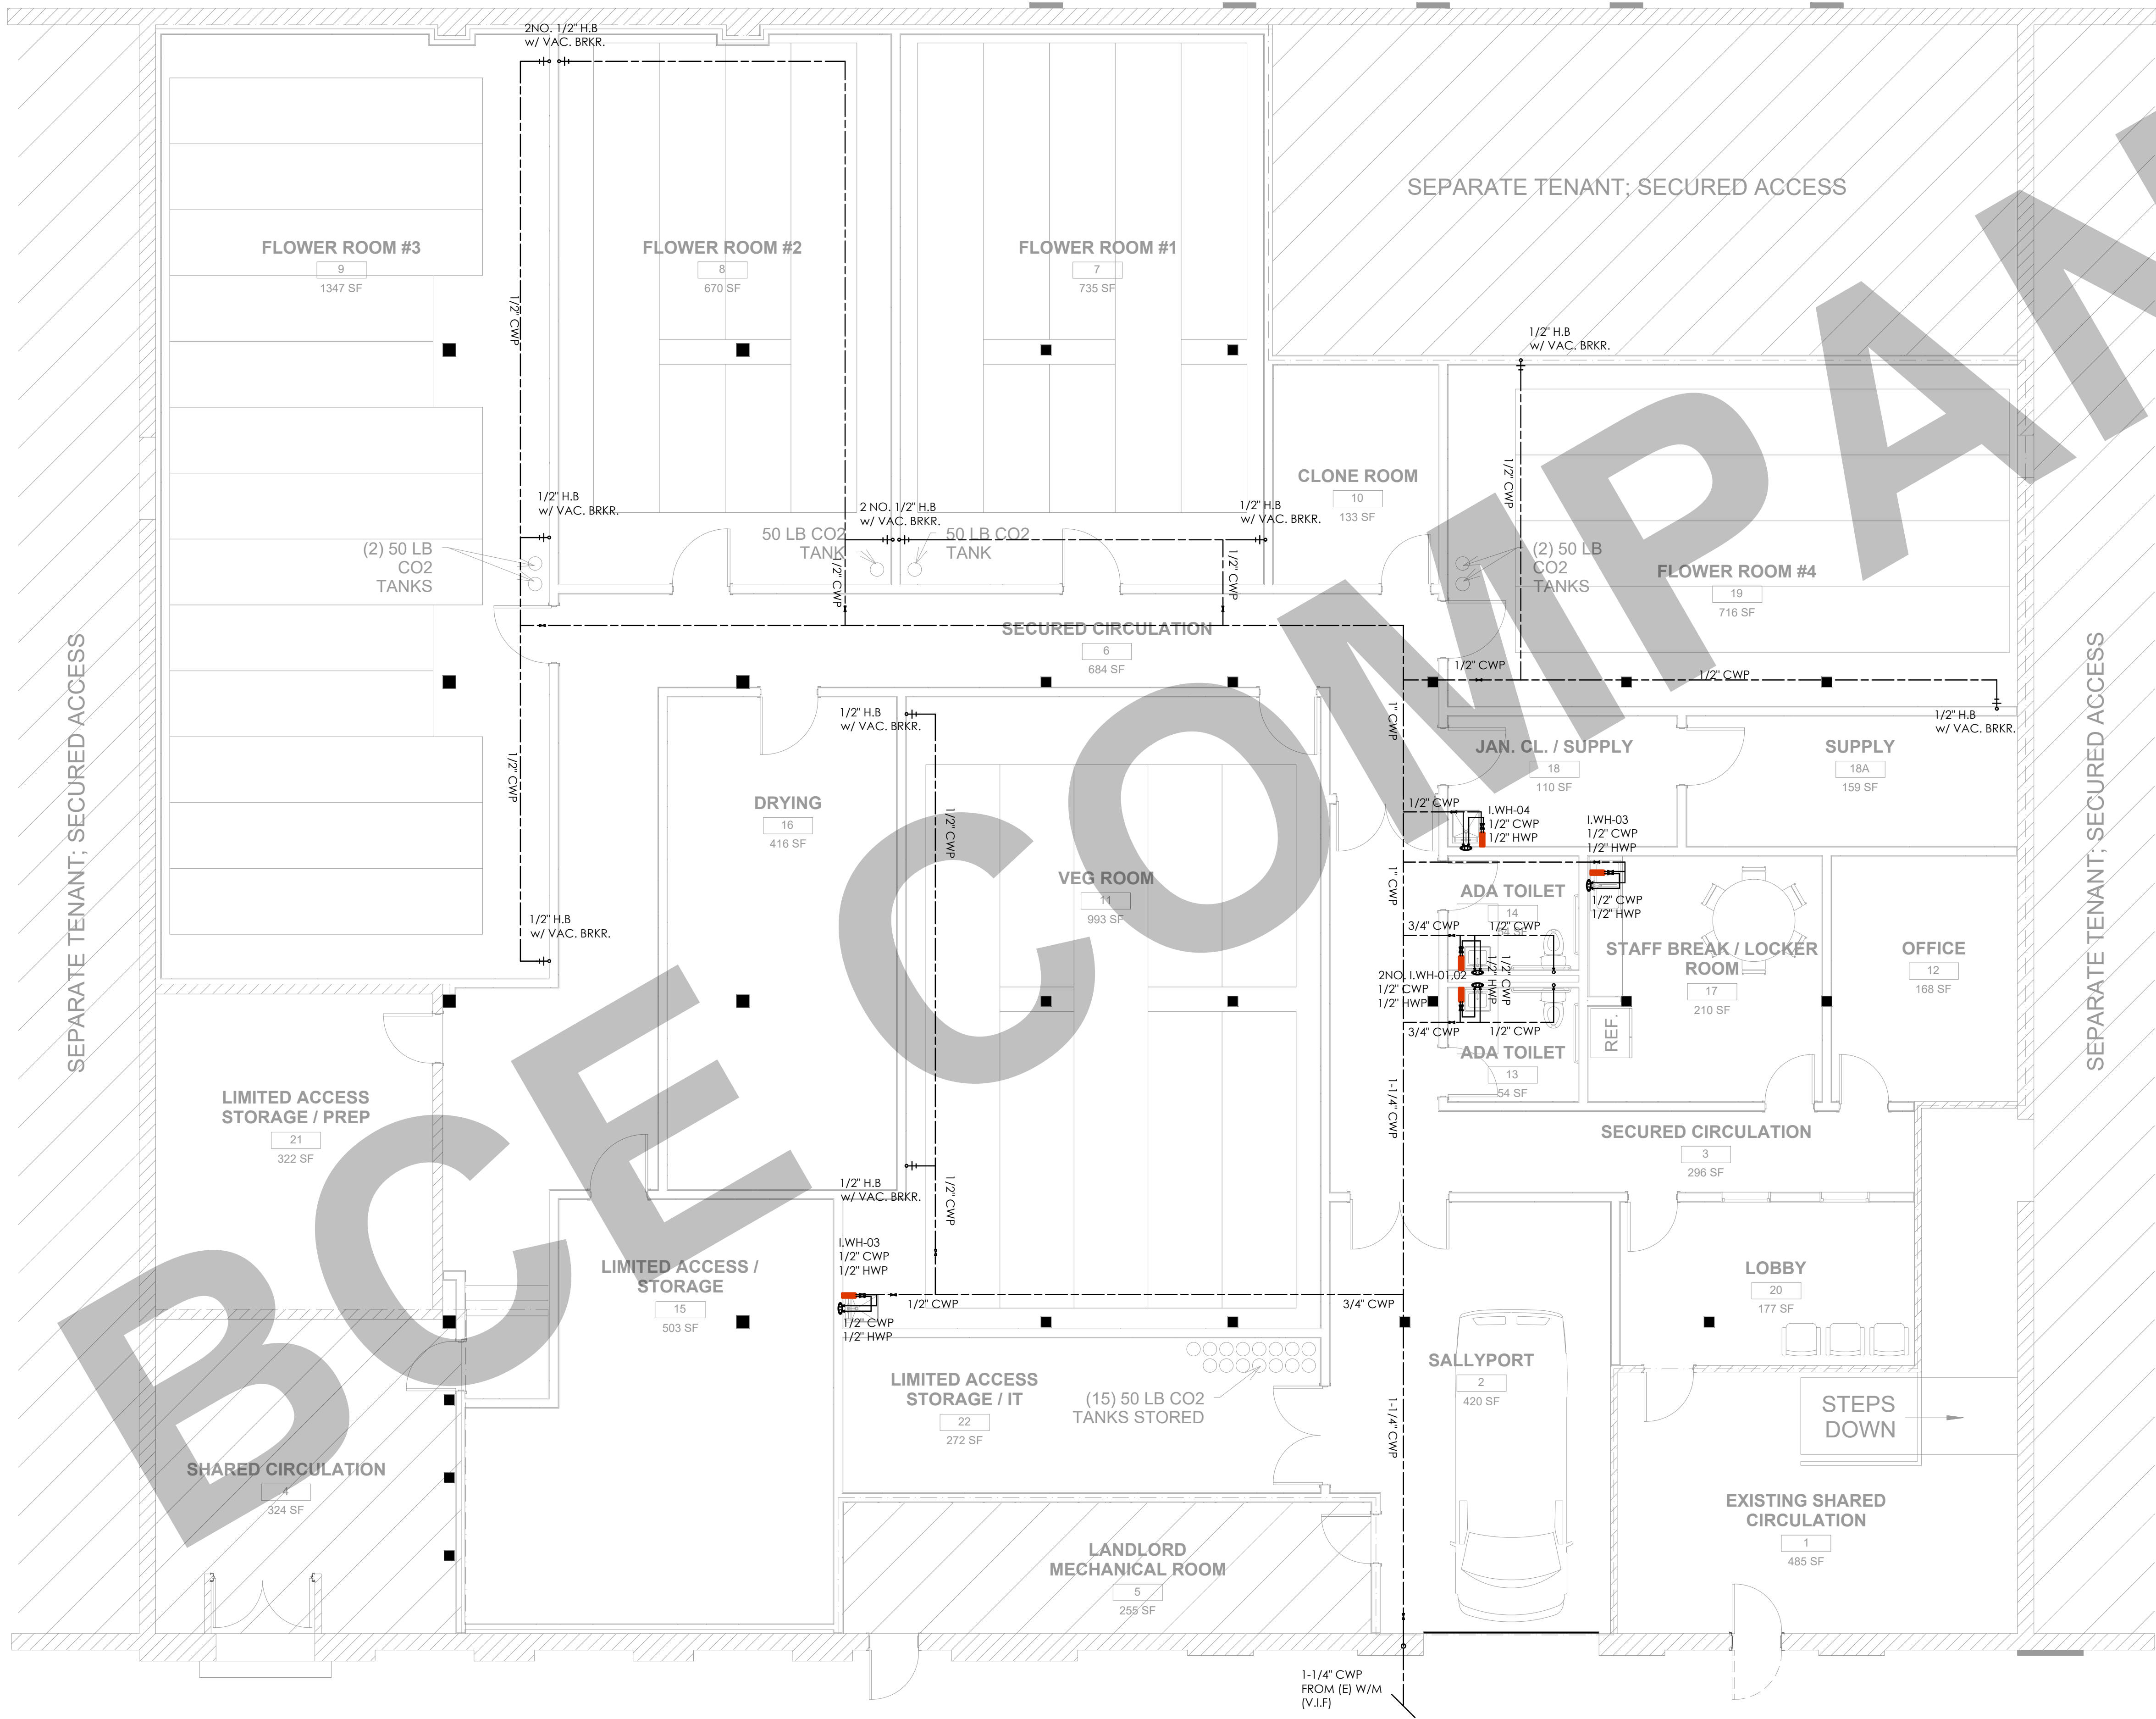 2NO. 1/2" H.B
w/ VAC. BRKR.
SEPARATE TENANT; SECURED ACCESS
FLOWER ROOM #3
9
1347 SF
FLOWER ROOM #2
8
670 SF
FLOWER ROOM #1
7
735 SF
1/2" CWP
1/2" H.B
w/ VAC. BRKR.
1/2" CWP
CLONE ROOM
10
133 SF
1/2" H.B
w/ VAC. BRKR.
2 NO. 1/2" H.B
w/ VAC. BRKR.
1/2" H.B
w/ VAC. BRKR.
(2) 50 LB
CO2
TANKS
50 LB CO2
TANK
50 LB CO2
TANK
1/2" CWP
1/2" CWP
(2) 50 LB
CO2
TANKS
FLOWER ROOM #4
19
716 SF
SECURED CIRCULATION
6
684 SF
1/2" CWP
1/2" CWP
SEPARATE TENANT; SECURED ACCESS
SEPARATE TENANT; SECURED ACCESS
1/2" H.B
w/ VAC. BRKR.
1" CWP
1/2" H.B
w/ VAC. BRKR.
JAN. CL. / SUPPLY
18
110 SF
SUPPLY
18A
159 SF
1/2" CWP
DRYING
16
416 SF
1/2" CWP
1/2" CWP
I.WH-04
1/2" CWP
1/2" HWP
I.WH-03
1/2" CWP
1/2" HWP
VEG ROOM
11
993 SF
1" CWP
ADA TOILET
14
1/2" CWP
1/2" HWP
1/2" H.B
w/ VAC. BRKR.
3/4" CWP
1/2" CWP
STAFF BREAK / LOCKER
ROOM
17
210 SF
OFFICE
12
168 SF
2NO. I.WH-01,02
1/2" CWP
1/2" HWP
1/2" CWP
1/2" HWP
3/4" CWP
1/2" CWP
REF.
ADA TOILET
13
54 SF
LIMITED ACCESS
STORAGE / PREP
21
322 SF
1-1/4" CWP
SECURED CIRCULATION
3
296 SF
1/2" H.B
w/ VAC. BRKR.
1/2" CWP
I.WH-03
1/2" CWP
1/2" HWP
LIMITED ACCESS /
STORAGE
15
503 SF
1/2" CWP
3/4" CWP
1/2" CWP
1/2" HWP
LOBBY
20
177 SF
LIMITED ACCESS
STORAGE / IT
22
272 SF
(15) 50 LB CO2
TANKS STORED
SALLYPORT
2
420 SF
1-1/4" CWP
STEPS
DOWN
SHARED CIRCULATION
4
324 SF
EXISTING SHARED
CIRCULATION
1
485 SF
LANDLORD
MECHANICAL ROOM
5
255 SF
1-1/4" CWP
FROM (E) W/M
(V.I.F)
BCE COMPAN